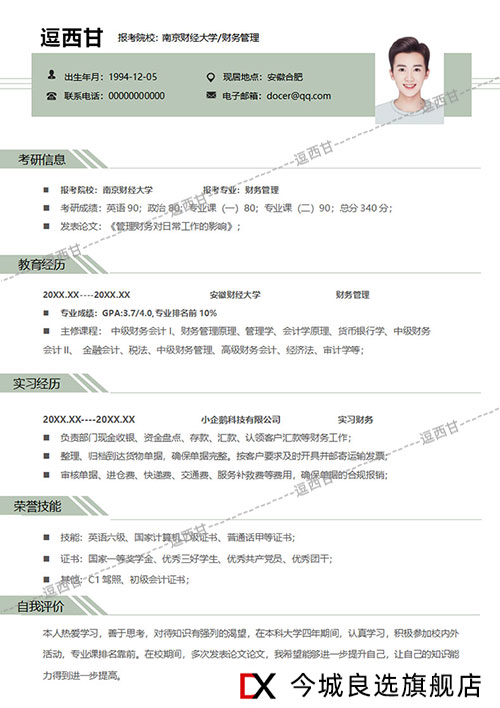 逗西甘 报考院校：南京财经大学/财务管理
出生年月：1994-12-05 现居地点：安徽合肥
联系电话：00000000000 电子邮箱：docer@qq.com
考研信息
报考院校：南京财经大学 报考专业：财务管理
考研成绩：英语 90；政治 80；专业课（一）80；专业课（二）90；总分 340 分；
发表论文：《管理财务对日常工作的影响》；
教育经历
20XX.XX----20XX.XX 安徽财经大学 财务管理
专业成绩：GPA:3.7/4.0,专业排名前 10%
主修课程： 中级财务会计 I、财务管理原理、管理学、会计学原理、货币银行学、中级财务
会计 II、 金融会计、税法、中级财务管理、高级财务会计、经济法、审计学等；
实习经历
20XX.XX----20XX.XX 小企鹅科技有限公司 实习财务
负责部门现金收银、资金盘点、存款、汇款、认领客户汇款等财务工作；
整理、归档到达货物单据，确保单据完整。按客户要求及时开具并邮寄运输发票；
审核单据、进仓费、快递费、交通费、服务补救费等费用，确保单据的合规报销；
荣誉技能
技能：英语六级、国家计算机二级证书、普通话甲等证书；
证书：国家一等奖学金、优秀三好学生、优秀共产党员、优秀团干；
其他：C1 驾照、初级会计证书；
自我评价
本人热爱学习，善于思考，对待知识有强烈的渴望，在本科大学四年期间，认真学习，积极参加校内外
活动，专业课排名靠前。在校期间，多次发表论文论文，我希望能够进一步提升自己，让自己的知识能
力得到进一步提高。
逗西甘
逗西甘
逗西甘
逗西甘
逗西甘
逗西甘
逗西甘
DX 今城良选旗舰店